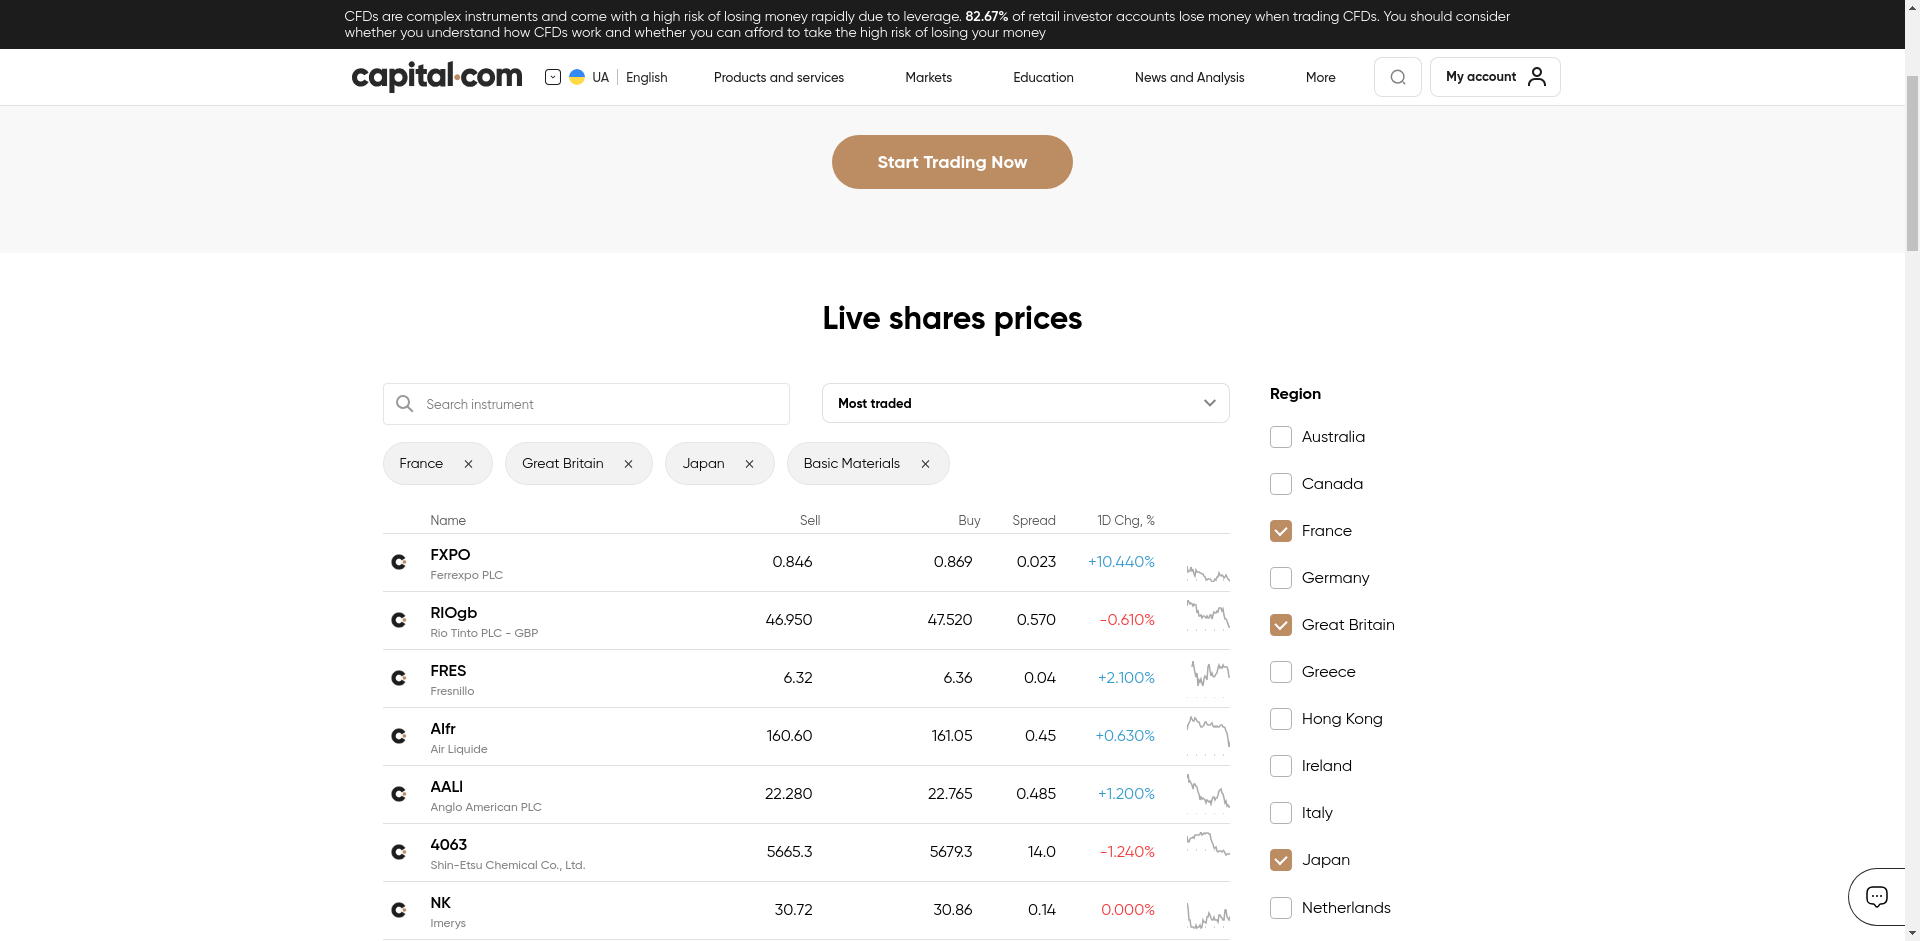 CFDs are complex instruments and come with a high risk of losing money rapidly due to leverage. 82.67% of retail investor accounts lose money when trading CFDs. You should consider
whether you understand how CFDs work and whether you can afford to take the high risk of losing your money
capital.com UA English Products and services Markets Education News and Analysis More My account
Start Trading Now
Live shares prices
Search instrument
Most traded
France Great Britain Japan Basic Materials
Name Sell Buy Spread 1D Chg, %
FXPO 0.846 0.869 0.023 +10.440%
Ferrexpo PLC
RIOgb 46.950 47.520 0.570 -0.610%
Rio Tinto PLC - GBP
FRES 6.32 6.36 0.04 +2.100%
Fresnillo
AIfr 160.60 161.05 0.45 +0.630%
Air Liquide
AALl 22.280 22.765 0.485 +1.200%
Anglo American PLC
4063 5665.3 5679.3 14.0 -1.240%
Shin-Etsu Chemical Co., Ltd.
NK 30.72 30.86 0.14 0.000%
Imerys
Region
Australia
Canada
France
Germany
Great Britain
Greece
Hong Kong
Ireland
Italy
Japan
Netherlands